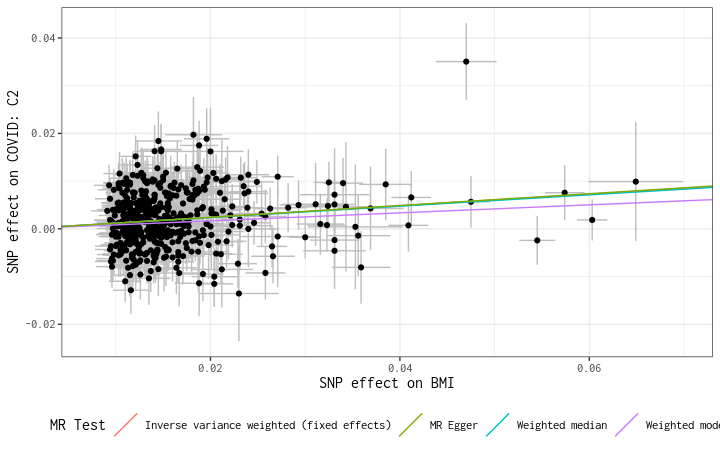 0.04
0.02
0.00
-0.02
SNP effect on COVID: C2
0.02
0.04
0.06
SNP effect on BMI
MR Test
Inverse variance weighted (fixed effects)
MR Egger
Weighted median
Weighted mode